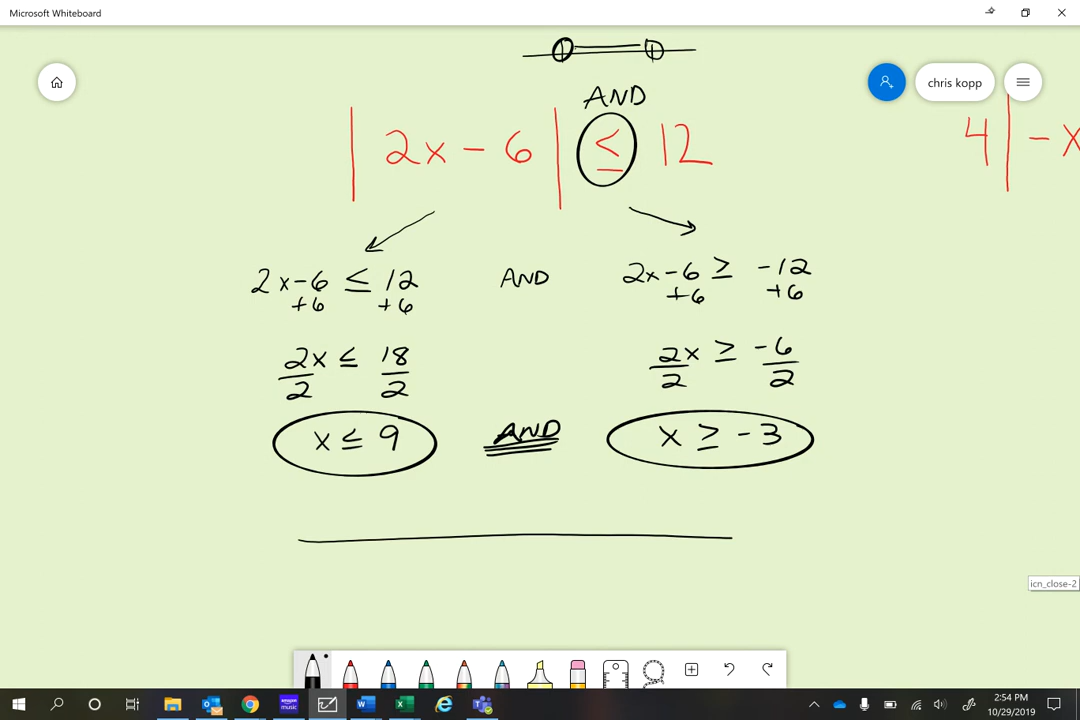 Microsoft Whiteboard
chris kopp
AND
|2x - 6| ≤ 12
4|-x
2x-6 ≤ 12 AND 2x-6 ≥ -12
+6 +6 +6 +6
2x ≤ 18 2x ≥ -6
2 2 2 2
x ≤ 9 AND x ≥ -3
icn_close-2
2:54 PM
10/29/2019
amazon music